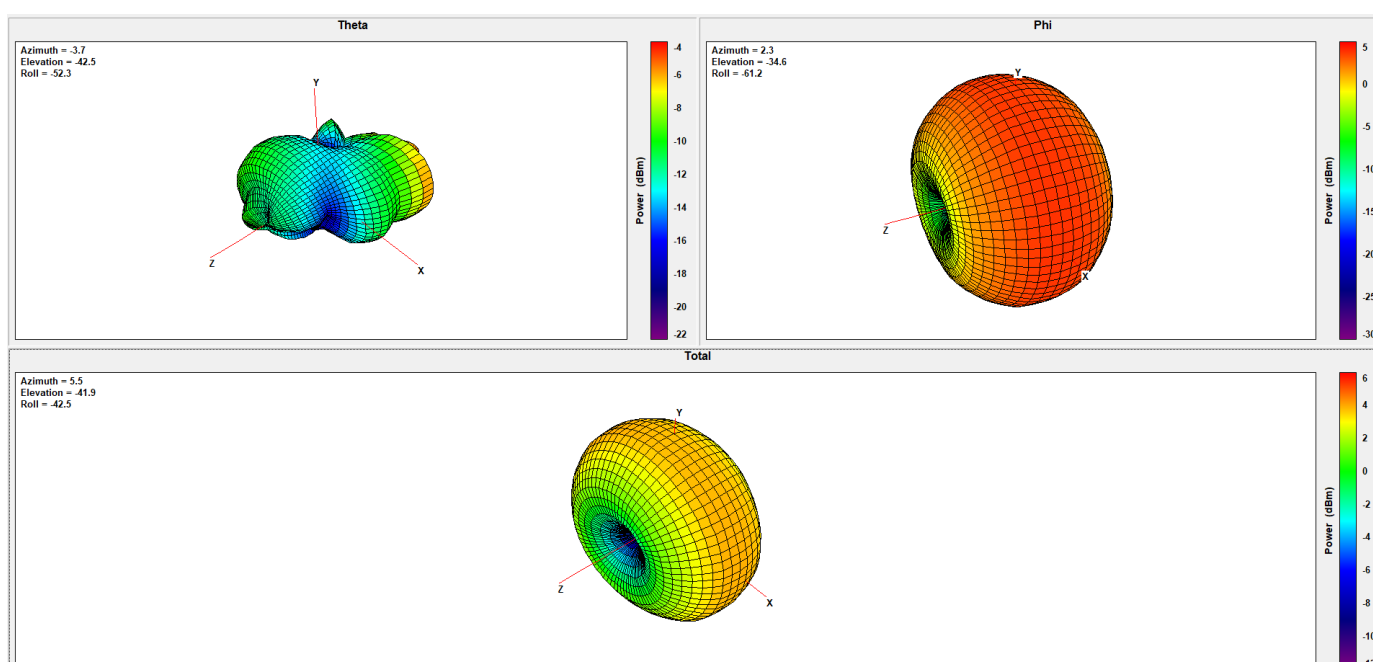 Theta
Azimuth = -3.7
Elevation = -42.5
Roll = -52.3
Y
Z
X
Power (dBm)
-4
-6
-8
-10
-12
-14
-16
-18
-20
-22
Phi
Azimuth = 2.3
Elevation = -34.6
Roll = -61.2
Y
Z
X
Power (dBm)
5
0
-5
-10
-15
-20
-25
-30
Total
Azimuth = 5.5
Elevation = -41.9
Roll = -42.5
Y
Z
X
Power (dBm)
6
4
2
0
-2
-4
-6
-8
-10